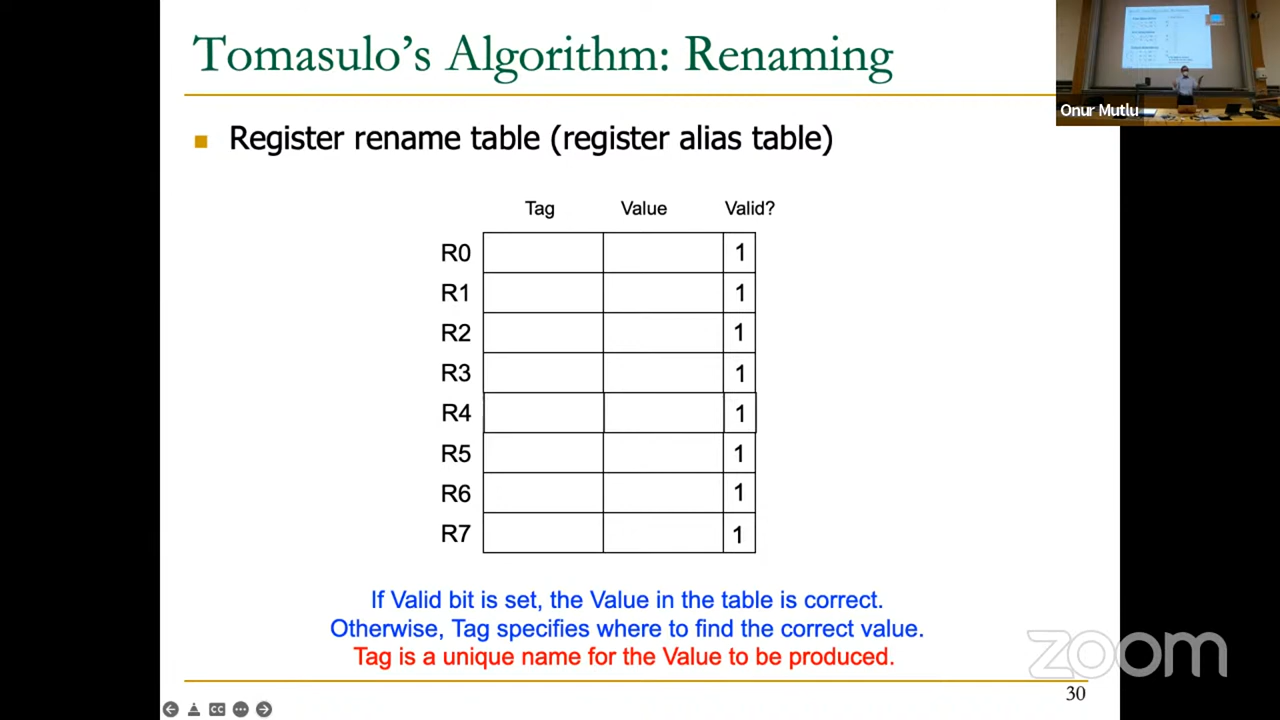 Tomasulo's Algorithm: Renaming
Onur Mutlu
Register rename table (register alias table)
Tag Value Valid?
R0 1
R1 1
R2 1
R3 1
R4 1
R5 1
R6 1
R7 1
If Valid bit is set, the Value in the table is correct.
Otherwise, Tag specifies where to find the correct value.
Tag is a unique name for the Value to be produced.
zoom
30
CC